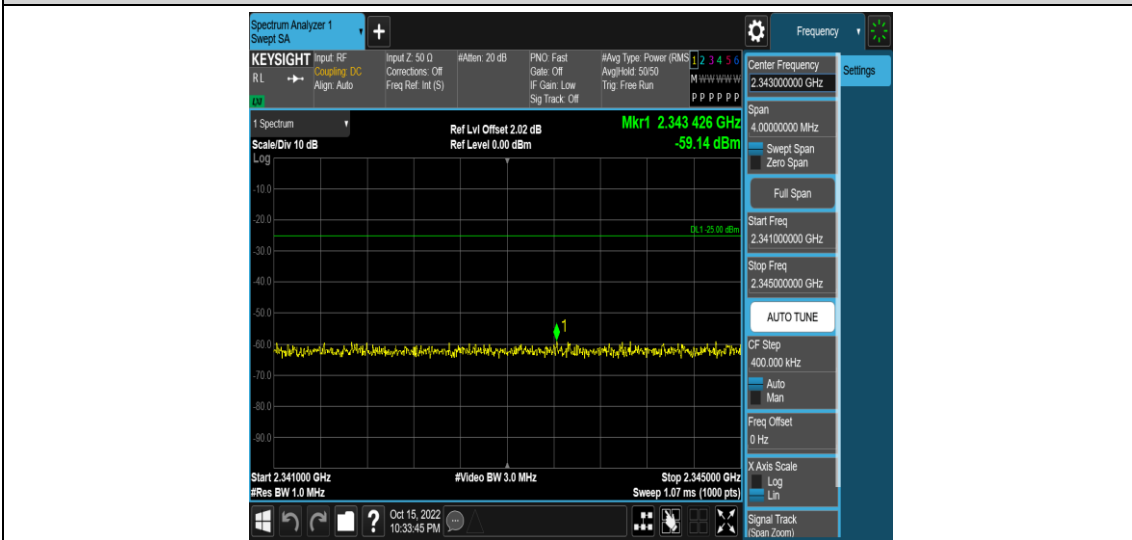 Spectrum Analyzer 1
Swept SA
+
Frequency
KEYSIGHT
RL
LXI
Input: RF
Coupling: DC
Align: Auto
Input Z: 50 Ω
Corrections: Off
Freq Ref: Int (S)
#Atten: 20 dB
PNO: Fast
Gate: Off
IF Gain: Low
Sig Track: Off
#Avg Type: Power (RMS
Avg|Hold: 50/50
Trig: Free Run
1 2 3 4 5 6
M W W W W W
P P P P P P
1 Spectrum
Scale/Div 10 dB
Log
Ref Lvl Offset 2.02 dB
Ref Level 0.00 dBm
Mkr1 2.343 426 GHz
-59.14 dBm
-10.0
-20.0
DL1 -25.00 dBm
-30.0
-40.0
-50.0
1
-60.0
-70.0
-80.0
-90.0
Start 2.341000 GHz
#Res BW 1.0 MHz
#Video BW 3.0 MHz
Stop 2.345000 GHz
Sweep 1.07 ms (1000 pts)
?
Oct 15, 2022
10:33:45 PM
Center Frequency
2.343000000 GHz
Settings
Span
4.00000000 MHz
Swept Span
Zero Span
Full Span
Start Freq
2.341000000 GHz
Stop Freq
2.345000000 GHz
AUTO TUNE
CF Step
400.000 kHz
Auto
Man
Freq Offset
0 Hz
X Axis Scale
Log
Lin
Signal Track
(Span Zoom)